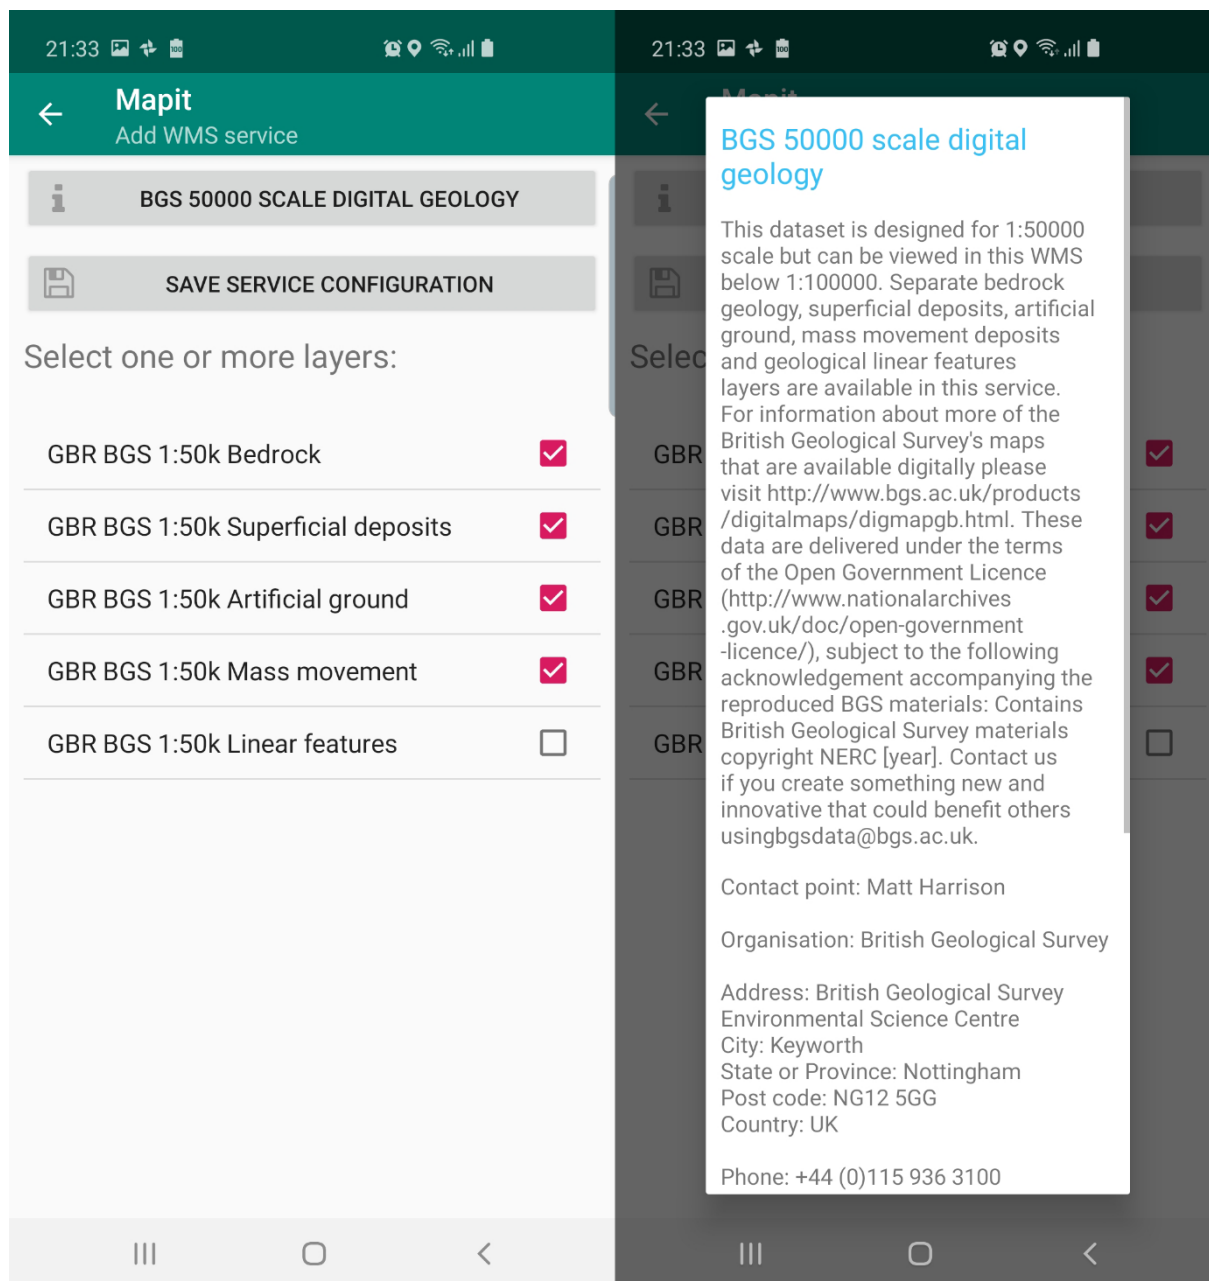 21:33
Mapit
Add WMS service
BGS 50000 SCALE DIGITAL GEOLOGY
SAVE SERVICE CONFIGURATION
Select one or more layers:
GBR BGS 1:50k Bedrock
GBR BGS 1:50k Superficial deposits
GBR BGS 1:50k Artificial ground
GBR BGS 1:50k Mass movement
GBR BGS 1:50k Linear features
21:33
Mapit
Selec
GBR
GBR
GBR
GBR
GBR
BGS 50000 scale digital
geology
This dataset is designed for 1:50000
scale but can be viewed in this WMS
below 1:100000. Separate bedrock
geology, superficial deposits, artificial
ground, mass movement deposits
and geological linear features
layers are available in this service.
For information about more of the
British Geological Survey's maps
that are available digitally please
visit http://www.bgs.ac.uk/products
/digitalmaps/digmapgb.html. These
data are delivered under the terms
of the Open Government Licence
(http://www.nationalarchives
.gov.uk/doc/open-government
-licence/), subject to the following
acknowledgement accompanying the
reproduced BGS materials: Contains
British Geological Survey materials
copyright NERC [year]. Contact us
if you create something new and
innovative that could benefit others
usingbgsdata@bgs.ac.uk.
Contact point: Matt Harrison
Organisation: British Geological Survey
Address: British Geological Survey
Environmental Science Centre
City: Keyworth
State or Province: Nottingham
Post code: NG12 5GG
Country: UK
Phone: +44 (0)115 936 3100